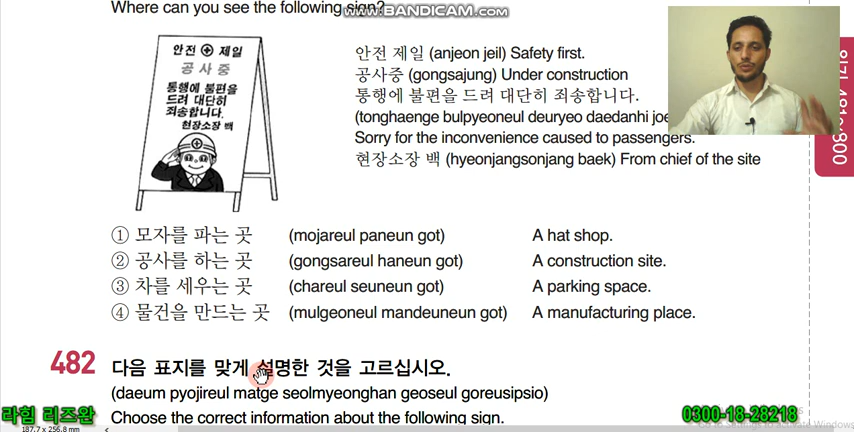 Where can you see the following sign?
WWW.BANDICAM.COM
안전 제일
공사중
통행에 불편을
드려 대단히
죄송합니다.
현장소장 백
안전 제일 (anjeon jeil) Safety first.
공사중 (gongsajung) Under construction
통행에 불편을 드려 대단히 죄송합니다.
(tonghaenge bulpyeoneul deuryeo daedanhi joe
Sorry for the inconvenience caused to passengers.
현장소장 백 (hyeonjangsonjang baek) From chief of the site
① 모자를 파는 곳 (mojareul paneun got) A hat shop.
② 공사를 하는 곳 (gongsareul haneun got) A construction site.
③ 차를 세우는 곳 (chareul seuneun got) A parking space.
④ 물건을 만드는 곳 (mulgeoneul mandeuneun got) A manufacturing place.
482 다음 표지를 맞게 설명한 것을 고르십시오.
(daeum pyojireul matge seolmyeonghan geoseul goreusipsio)
Choose the correct information about the following sign.
라힘 리즈완
0300-18-28218
187.7 x 256.8 mm